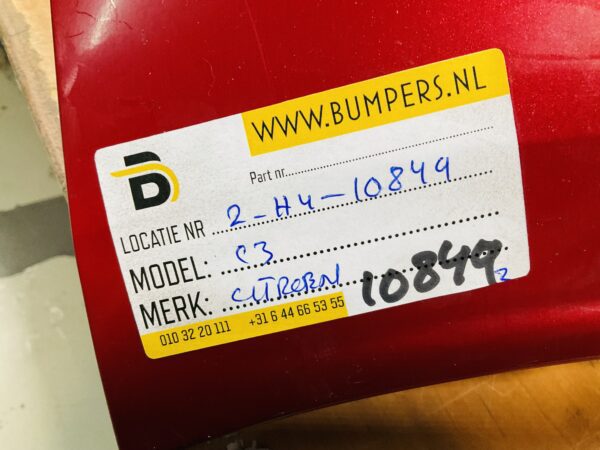 WWW.BUMPERS.NL
B
Part nr.
LOCATIE NR 2-H4-10849
MODEL: C3
MERK: CITROEN
10849
2
010 32 20 111 +31 6 44 66 53 55